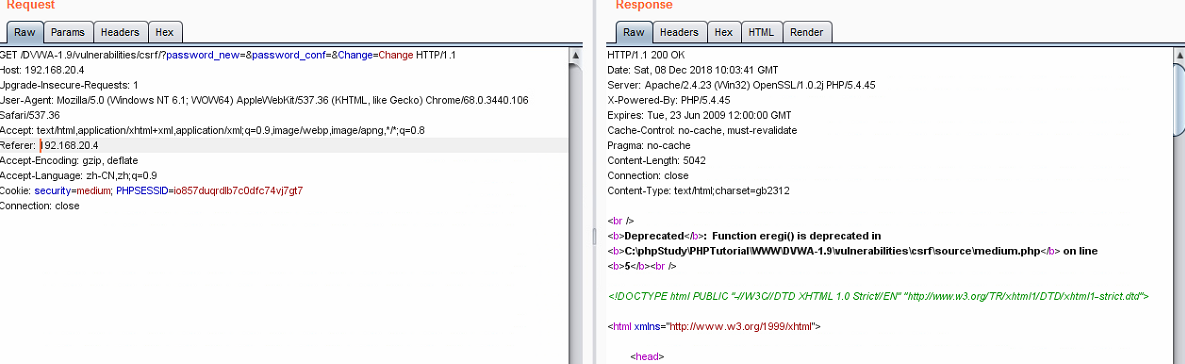 Request
Raw Params Headers Hex
GET /DVWA-1.9/vulnerabilities/csrf/?password_new=&password_conf=&Change=Change HTTP/1.1
Host: 192.168.20.4
Upgrade-Insecure-Requests: 1
User-Agent: Mozilla/5.0 (Windows NT 6.1; WOW64) AppleWebKit/537.36 (KHTML, like Gecko) Chrome/68.0.3440.106
Safari/537.36
Accept: text/html,application/xhtml+xml,application/xml;q=0.9,image/webp,image/apng,*/*;q=0.8
Referer: 192.168.20.4
Accept-Encoding: gzip, deflate
Accept-Language: zh-CN,zh;q=0.9
Cookie: security=medium; PHPSESSID=io857duqrdlb7c0dfc74vj7gt7
Connection: close
Response
Raw Headers Hex HTML Render
HTTP/1.1 200 OK
Date: Sat, 08 Dec 2018 10:03:41 GMT
Server: Apache/2.4.23 (Win32) OpenSSL/1.0.2j PHP/5.4.45
X-Powered-By: PHP/5.4.45
Expires: Tue, 23 Jun 2009 12:00:00 GMT
Cache-Control: no-cache, must-revalidate
Pragma: no-cache
Content-Length: 5042
Connection: close
Content-Type: text/html;charset=gb2312
<br />
<b>Deprecated</b>:  Function eregi() is deprecated in
<b>C:\phpStudy\PHPTutorial\WWW\DVWA-1.9\vulnerabilities\csrf\source\medium.php</b> on line
<b>5</b><br />
<!DOCTYPE html PUBLIC "-//W3C//DTD XHTML 1.0 Strict//EN" "http://www.w3.org/TR/xhtml1/DTD/xhtml1-strict.dtd">
<html xmlns="http://www.w3.org/1999/xhtml">
<head>